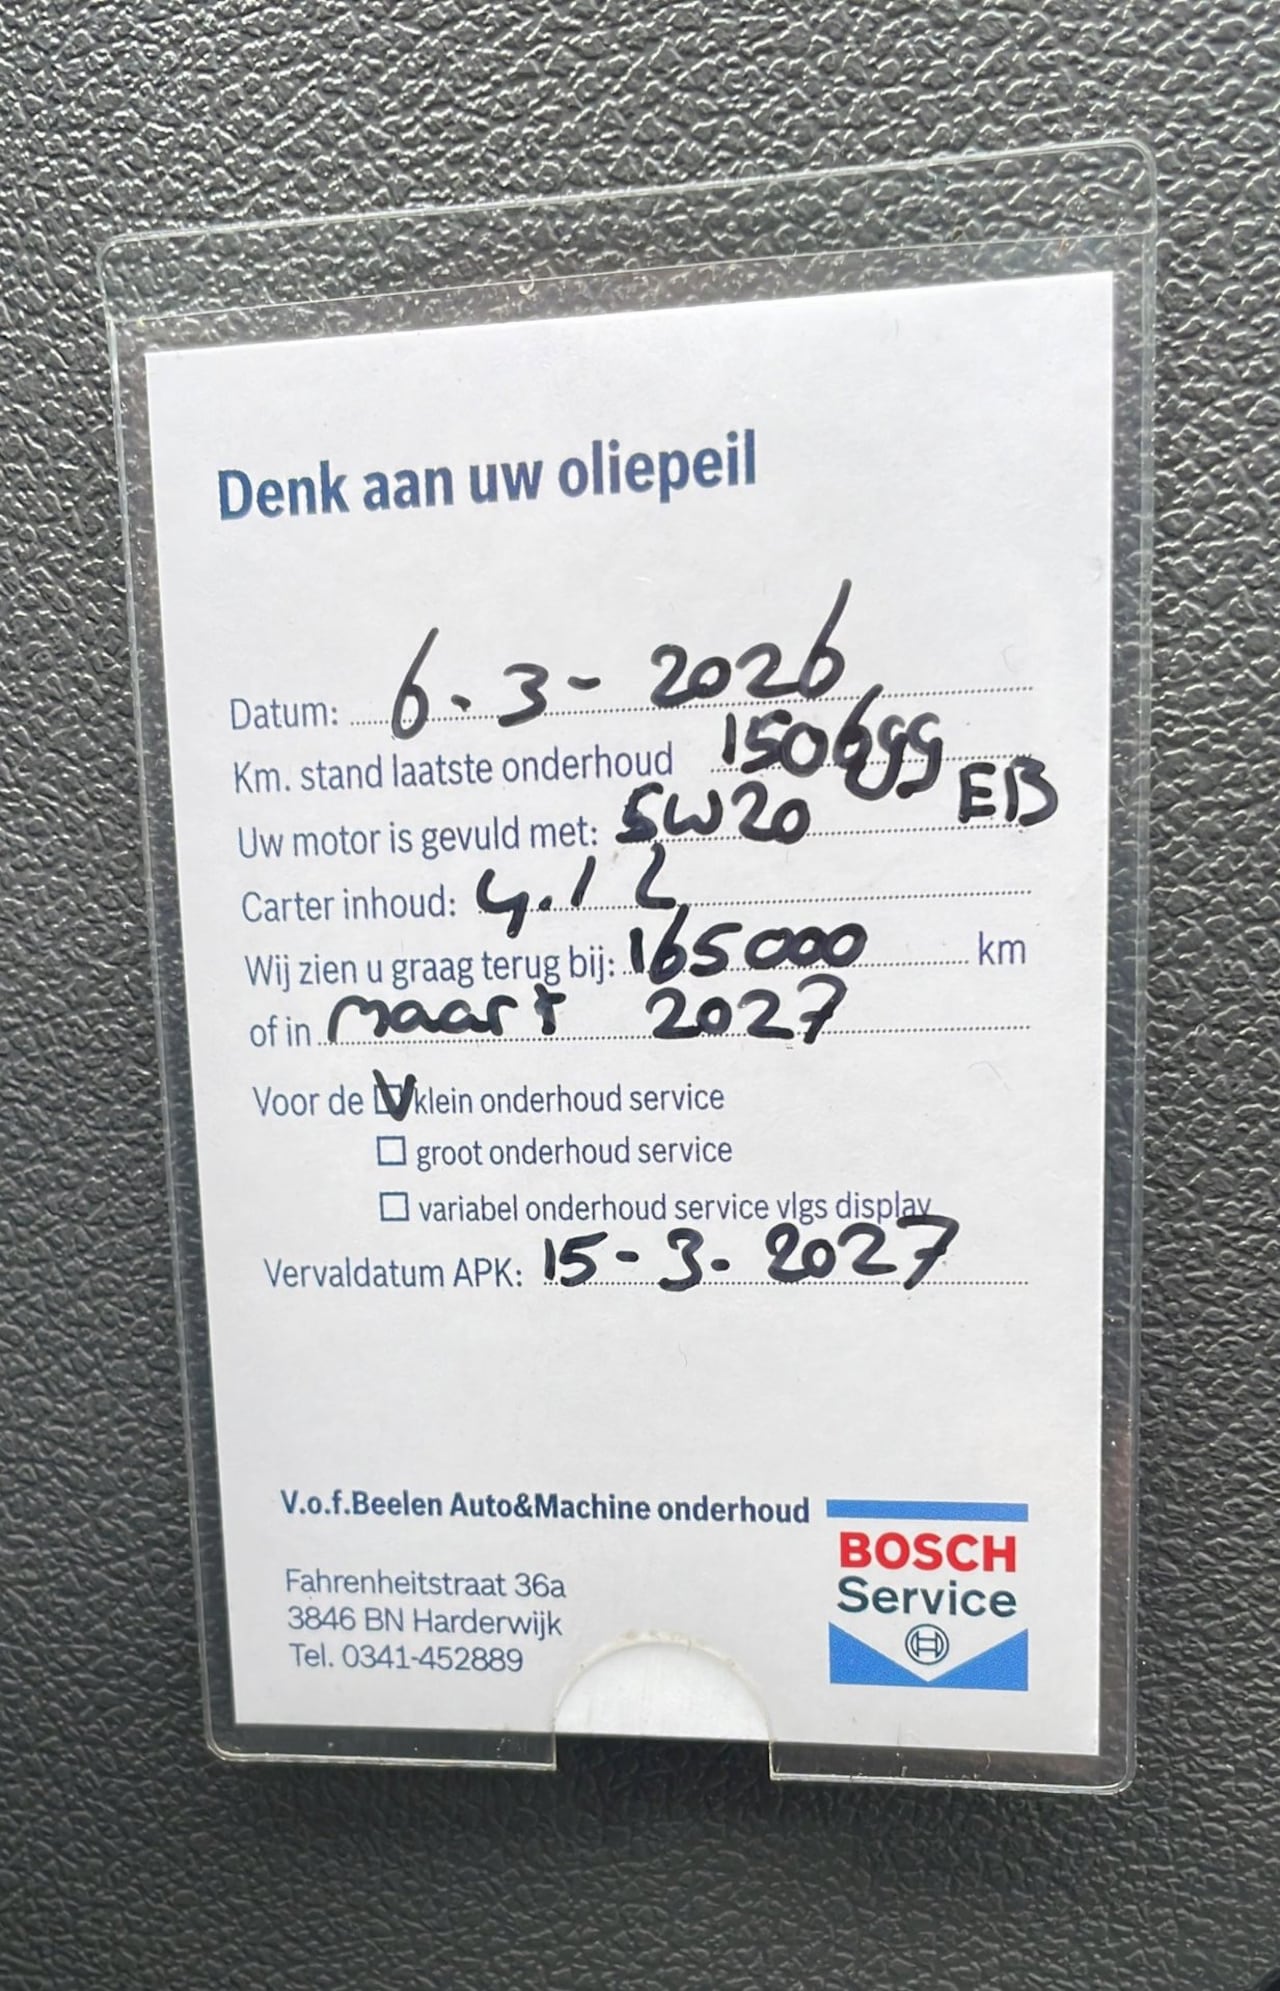 Denk aan uw oliepeil
Datum: 6-3-2026
Km. stand laatste onderhoud 150699
Uw motor is gevuld met: 5W20 EB
Carter inhoud: 4.1 L
Wij zien u graag terug bij: 165000 km
of in maart 2027
Voor de V klein onderhoud service
☐ groot onderhoud service
☐ variabel onderhoud service vlgs display
Vervaldatum APK: 15-3-2027
V.o.f.Beelen Auto&Machine onderhoud
Fahrenheitstraat 36a
3846 BN Harderwijk
Tel. 0341-452889
BOSCH
Service